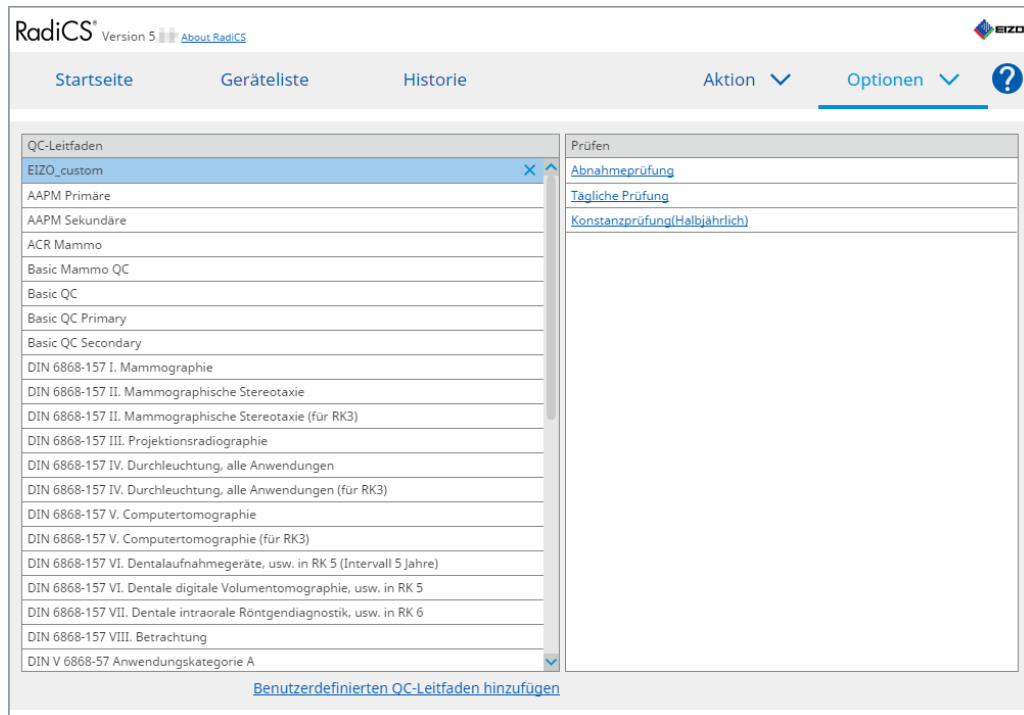 RadiCS® Version 5. About RadiCS
EIZO
Startseite Geräteliste Historie Aktion Optionen ?
QC-Leitfaden
EIZO_custom
AAPM Primäre
AAPM Sekundäre
ACR Mammo
Basic Mammo QC
Basic QC
Basic QC Primary
Basic QC Secondary
DIN 6868-157 I. Mammographie
DIN 6868-157 II. Mammographische Stereotaxie
DIN 6868-157 II. Mammographische Stereotaxie (für RK3)
DIN 6868-157 III. Projektionsradiographie
DIN 6868-157 IV. Durchleuchtung, alle Anwendungen
DIN 6868-157 IV. Durchleuchtung, alle Anwendungen (für RK3)
DIN 6868-157 V. Computertomographie
DIN 6868-157 V. Computertomographie (für RK3)
DIN 6868-157 VI. Dentalaufnahmegeräte, usw. in RK 5 (Intervall 5 Jahre)
DIN 6868-157 VI. Dentale digitale Volumentomographie, usw. in RK 5
DIN 6868-157 VII. Dentale intraorale Röntgendiagnostik, usw. in RK 6
DIN 6868-157 VIII. Betrachtung
DIN V 6868-57 Anwendungskategorie A
Benutzerdefinierten QC-Leitfaden hinzufügen
Prüfen
Abnahmeprüfung
Tägliche Prüfung
Konstanzprüfung(Halbjährlich)